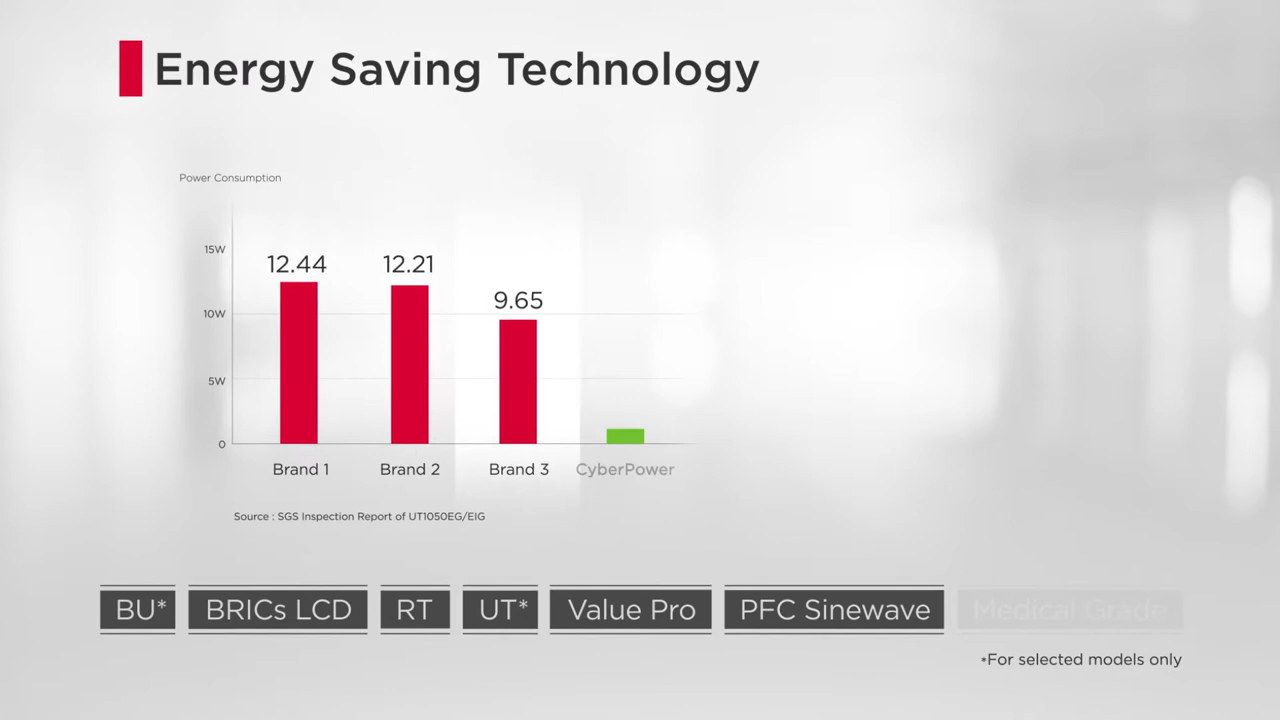 Energy Saving Technology
Power Consumption
15W
10W
5W
0
12.44
12.21
9.65
Brand 1
Brand 2
Brand 3
CyberPower
Source : SGS Inspection Report of UT1050EG/EIG
BU*
BRICs LCD
RT
UT*
Value Pro
PFC Sinewave
Medical Grade
*For selected models only